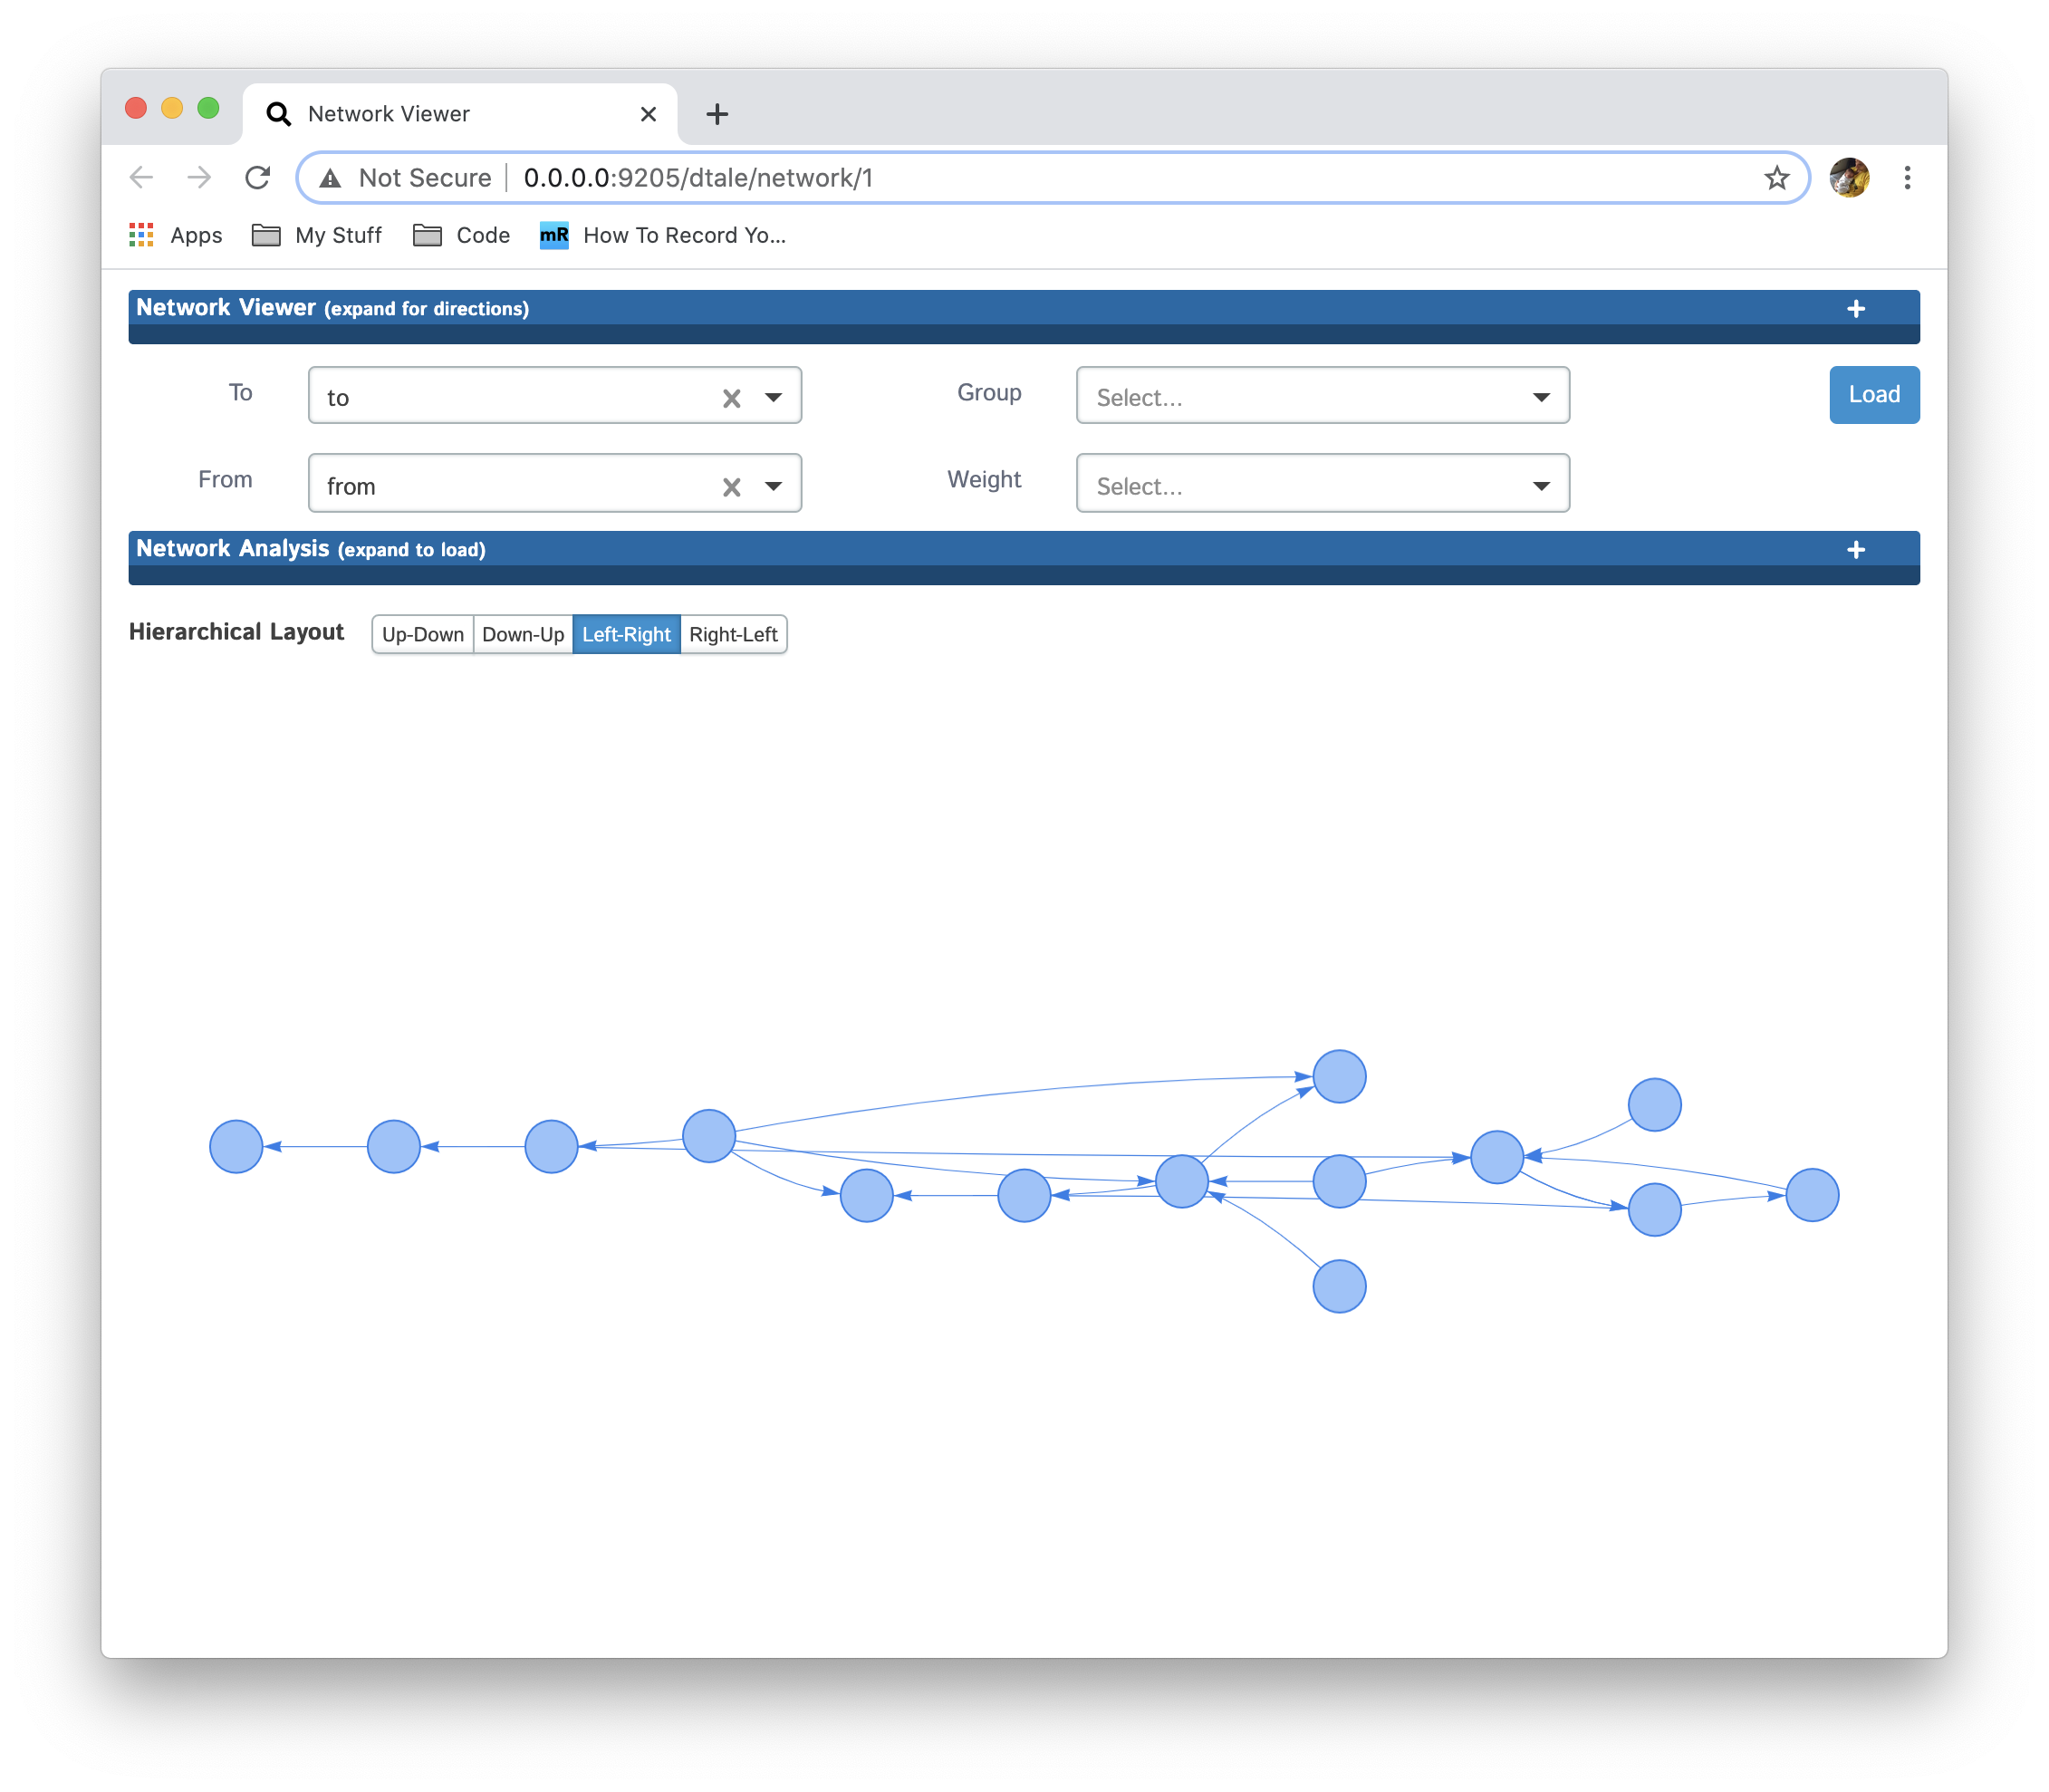 Network Viewer
Not Secure | 0.0.0.0:9205/dtale/network/1
Apps My Stuff Code mR How To Record Yo...
Network Viewer (expand for directions)
To to Group Select... Load
From from Weight Select...
Network Analysis (expand to load)
Hierarchical Layout Up-Down Down-Up Left-Right Right-Left